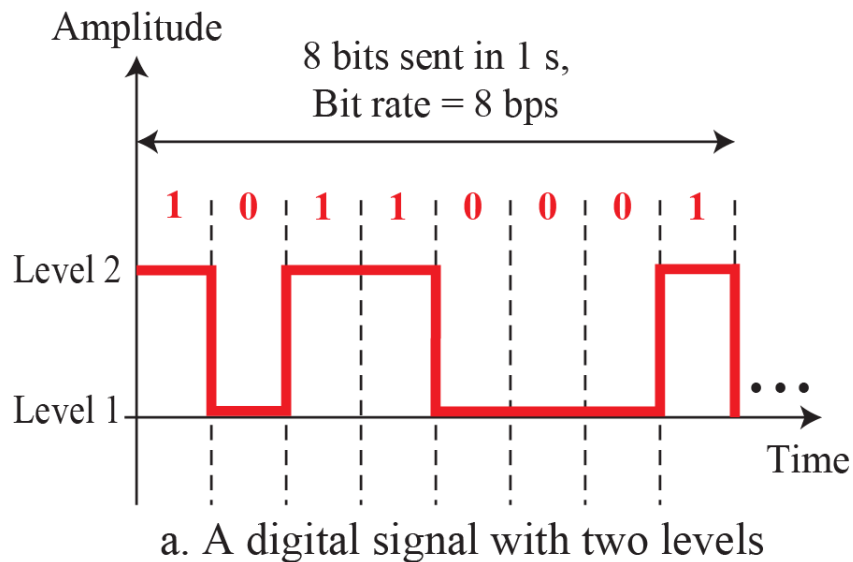 Amplitude
8 bits sent in 1 s,
Bit rate = 8 bps
1 0 1 1 0 0 0 1
Level 2
Level 1
...
Time
a. A digital signal with two levels